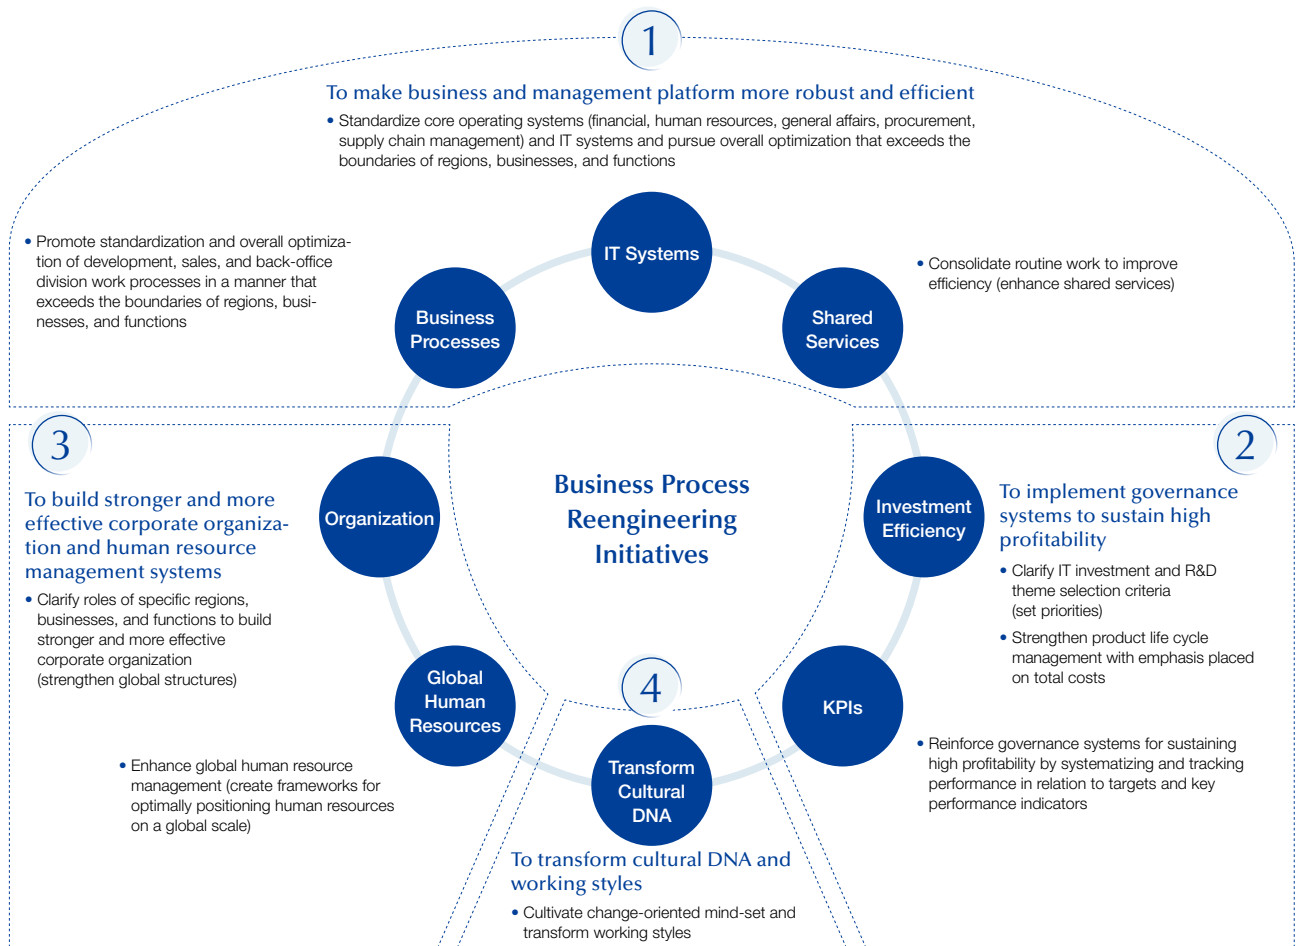 1
To make business and management platform more robust and efficient
• Standardize core operating systems (financial, human resources, general affairs, procurement,
supply chain management) and IT systems and pursue overall optimization that exceeds the
boundaries of regions, businesses, and functions
• Promote standardization and overall optimiza-
tion of development, sales, and back-office
division work processes in a manner that
exceeds the boundaries of regions, busi-
nesses, and functions
Business
Processes
IT Systems
Shared
Services
• Consolidate routine work to improve
efficiency (enhance shared services)
3
To build stronger and more
effective corporate organiza-
tion and human resource
management systems
• Clarify roles of specific regions,
businesses, and functions to build
stronger and more effective
corporate organization
(strengthen global structures)
Organization
Business Process
Reengineering
Initiatives
Investment
Efficiency
2
To implement governance
systems to sustain high
profitability
• Clarify IT investment and R&D
theme selection criteria
(set priorities)
• Strengthen product life cycle
management with emphasis placed
on total costs
Global
Human
Resources
• Enhance global human resource
management (create frameworks for
optimally positioning human resources
on a global scale)
4
Transform
Cultural
DNA
To transform cultural DNA and
working styles
• Cultivate change-oriented mind-set and
transform working styles
KPIs
• Reinforce governance systems for sustaining
high profitability by systematizing and tracking
performance in relation to targets and key
performance indicators